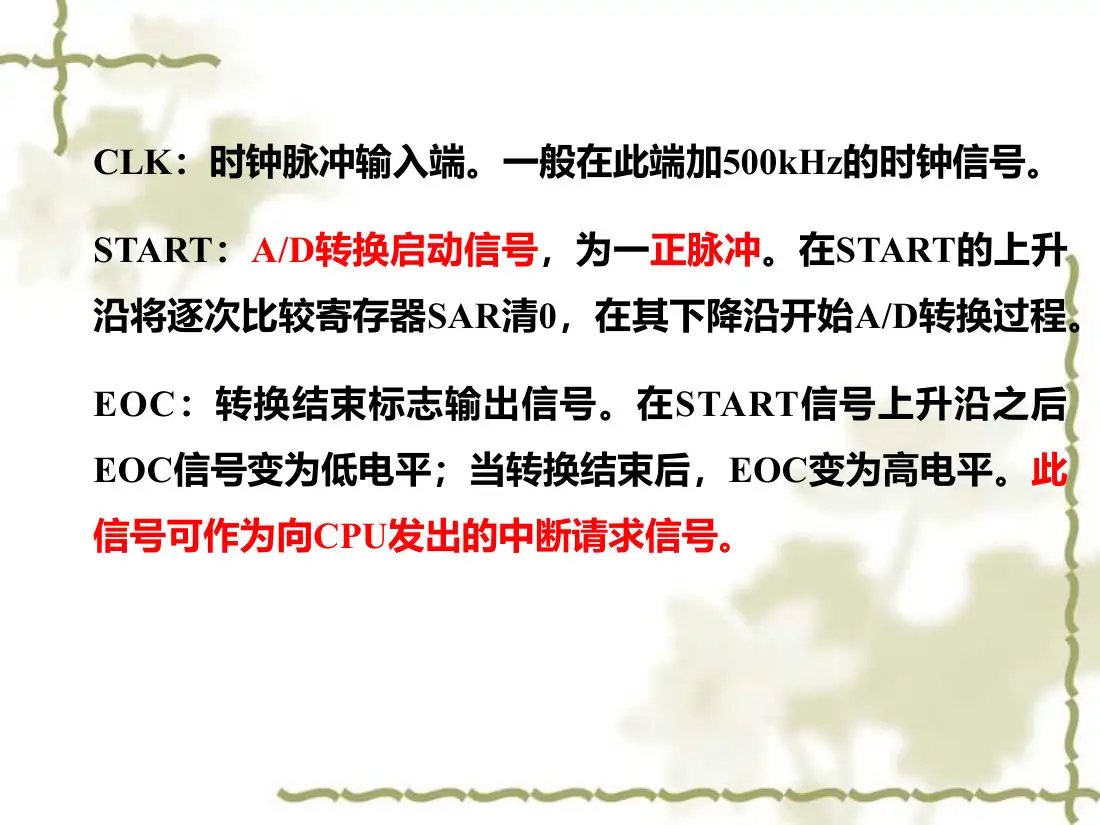 CLK：时钟脉冲输入端。一般在此端加500kHz的时钟信号。
START：A/D转换启动信号，为一正脉冲。在START的上升
沿将逐次比较寄存器SAR清0，在其下降沿开始A/D转换过程。
EOC：转换结束标志输出信号。在START信号上升沿之后
EOC信号变为低电平；当转换结束后，EOC变为高电平。此
信号可作为向CPU发出的中断请求信号。